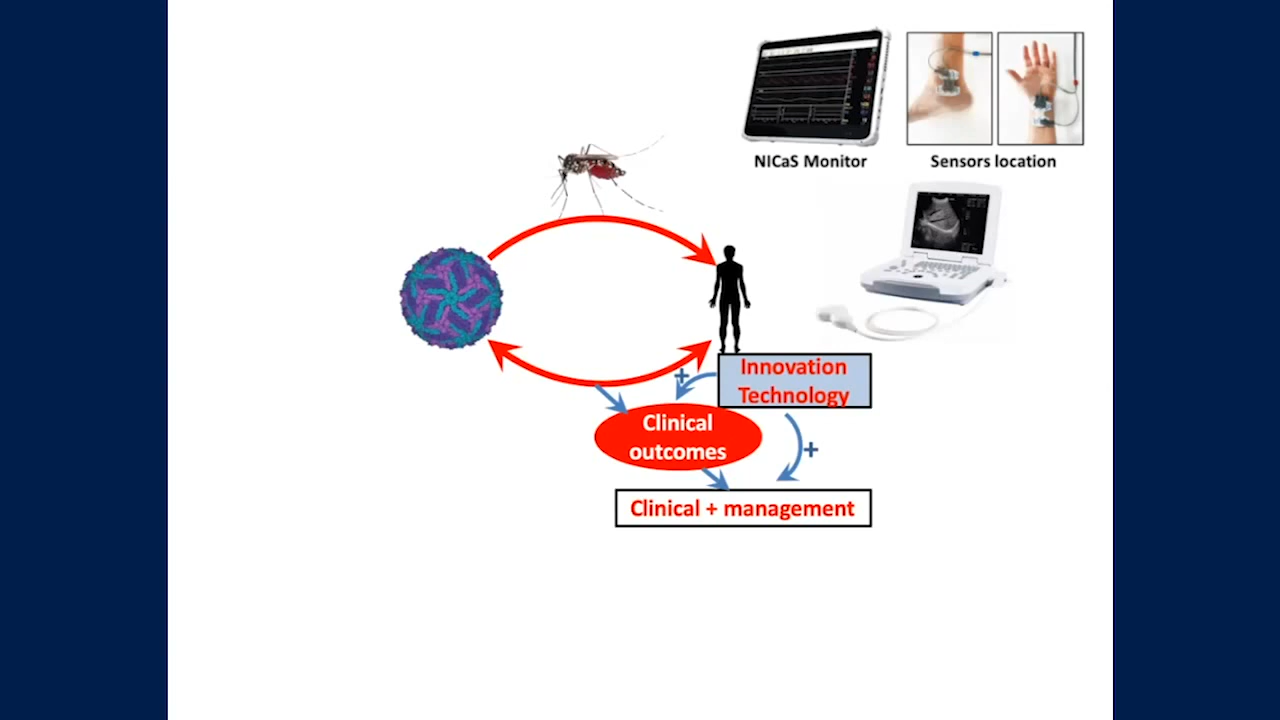 NICaS Monitor
Sensors location
+
Innovation
Technology
Clinical
outcomes
+
Clinical + management